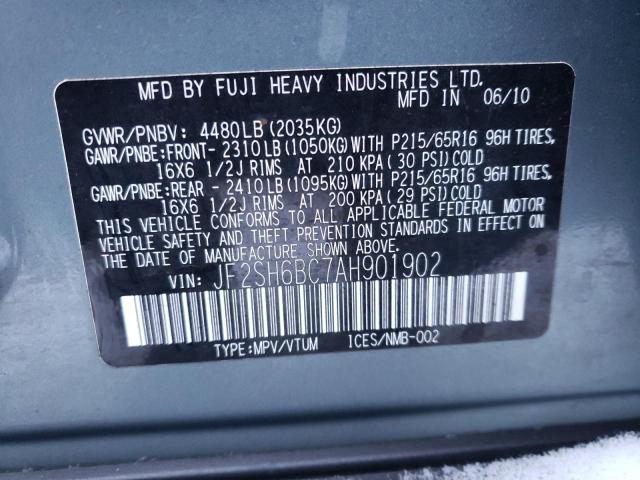 MFD BY FUJI HEAVY INDUSTRIES LTD.
MFD IN 06/10
GVWR/PNBV: 4480LB (2035KG)
GAWR/PNBE: FRONT- 2310LB (1050KG) WITH P215/65R16 96H TIRES,
16X6 1/2J RIMS AT 210 KPA (30 PSI) COLD
GAWR/PNBE: REAR - 2410LB (1095KG) WITH P215/65R16 96H TIRES,
16X6 1/2J RIMS AT 200 KPA (29 PSI) COLD
THIS VEHICLE CONFORMS TO ALL APPLICABLE FEDERAL MOTOR
VEHICLE SAFETY AND THEFT PREVENTION STANDARDS IN EFFECT ON
THE DATE OF MANUFACTURE SHOWN ABOVE.
VIN: JF2SH6BC7AH901902
TYPE:MPV/VTUM ICES/NMB-002